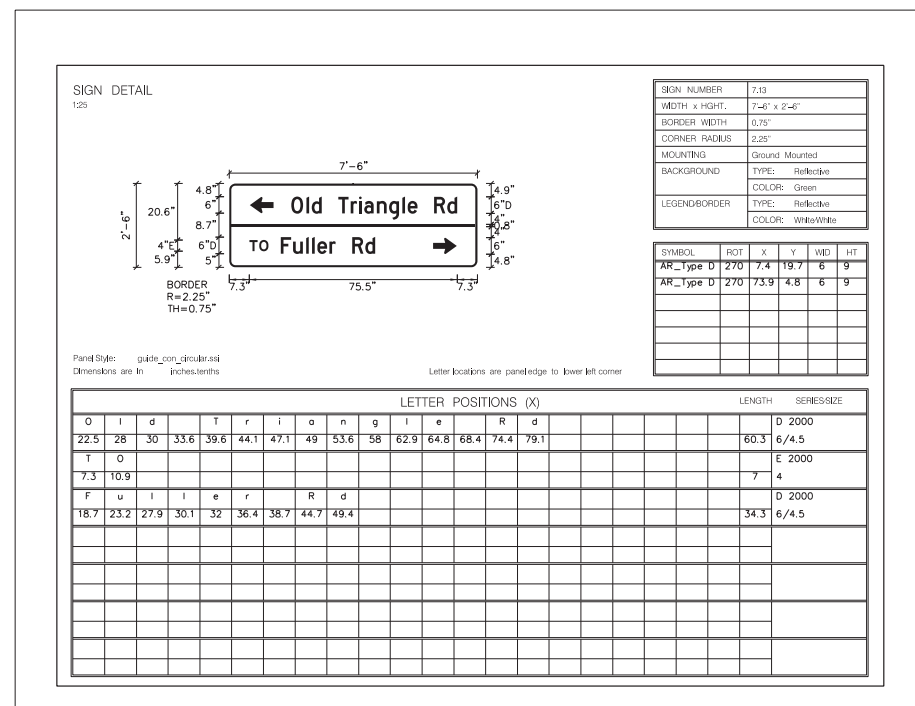 SIGN DETAIL
1:25
SIGN NUMBER 7.13
WIDTH x HGHT. 7'-6" x 2'-6"
BORDER WIDTH 0.75"
CORNER RADIUS 2.25"
MOUNTING Ground Mounted
BACKGROUND TYPE: Reflective
COLOR: Green
LEGEND/BORDER TYPE: Reflective
COLOR: White/White
7'-6"
2'-6"
20.6"
4"E
5.9"
4.8"
6"
8.7"
6"D
5"
← Old Triangle Rd
TO Fuller Rd →
4.9"
6"D
4"
0.8"
4"
6"
4.8"
7.3" 75.5" 7.3"
BORDER
R=2.25"
TH=0.75"
SYMBOL ROT X Y WID HT
AR_Type D 270 7.4 19.7 6 9
AR_Type D 270 73.9 4.8 6 9
Panel Style: guide_con_circular.ssi
Dimensions are in inches.tenths
Letter locations are panel edge to lower left corner
LETTER POSITIONS (X) LENGTH SERIES/SIZE
O l d T r i a n g l e R d D 2000
22.5 28 30 33.6 39.6 44.1 47.1 49 53.6 58 62.9 64.8 68.4 74.4 79.1 60.3 6/4.5
T O E 2000
7.3 10.9 7 4
F u l l e r R d D 2000
18.7 23.2 27.9 30.1 32 36.4 38.7 44.7 49.4 34.3 6/4.5